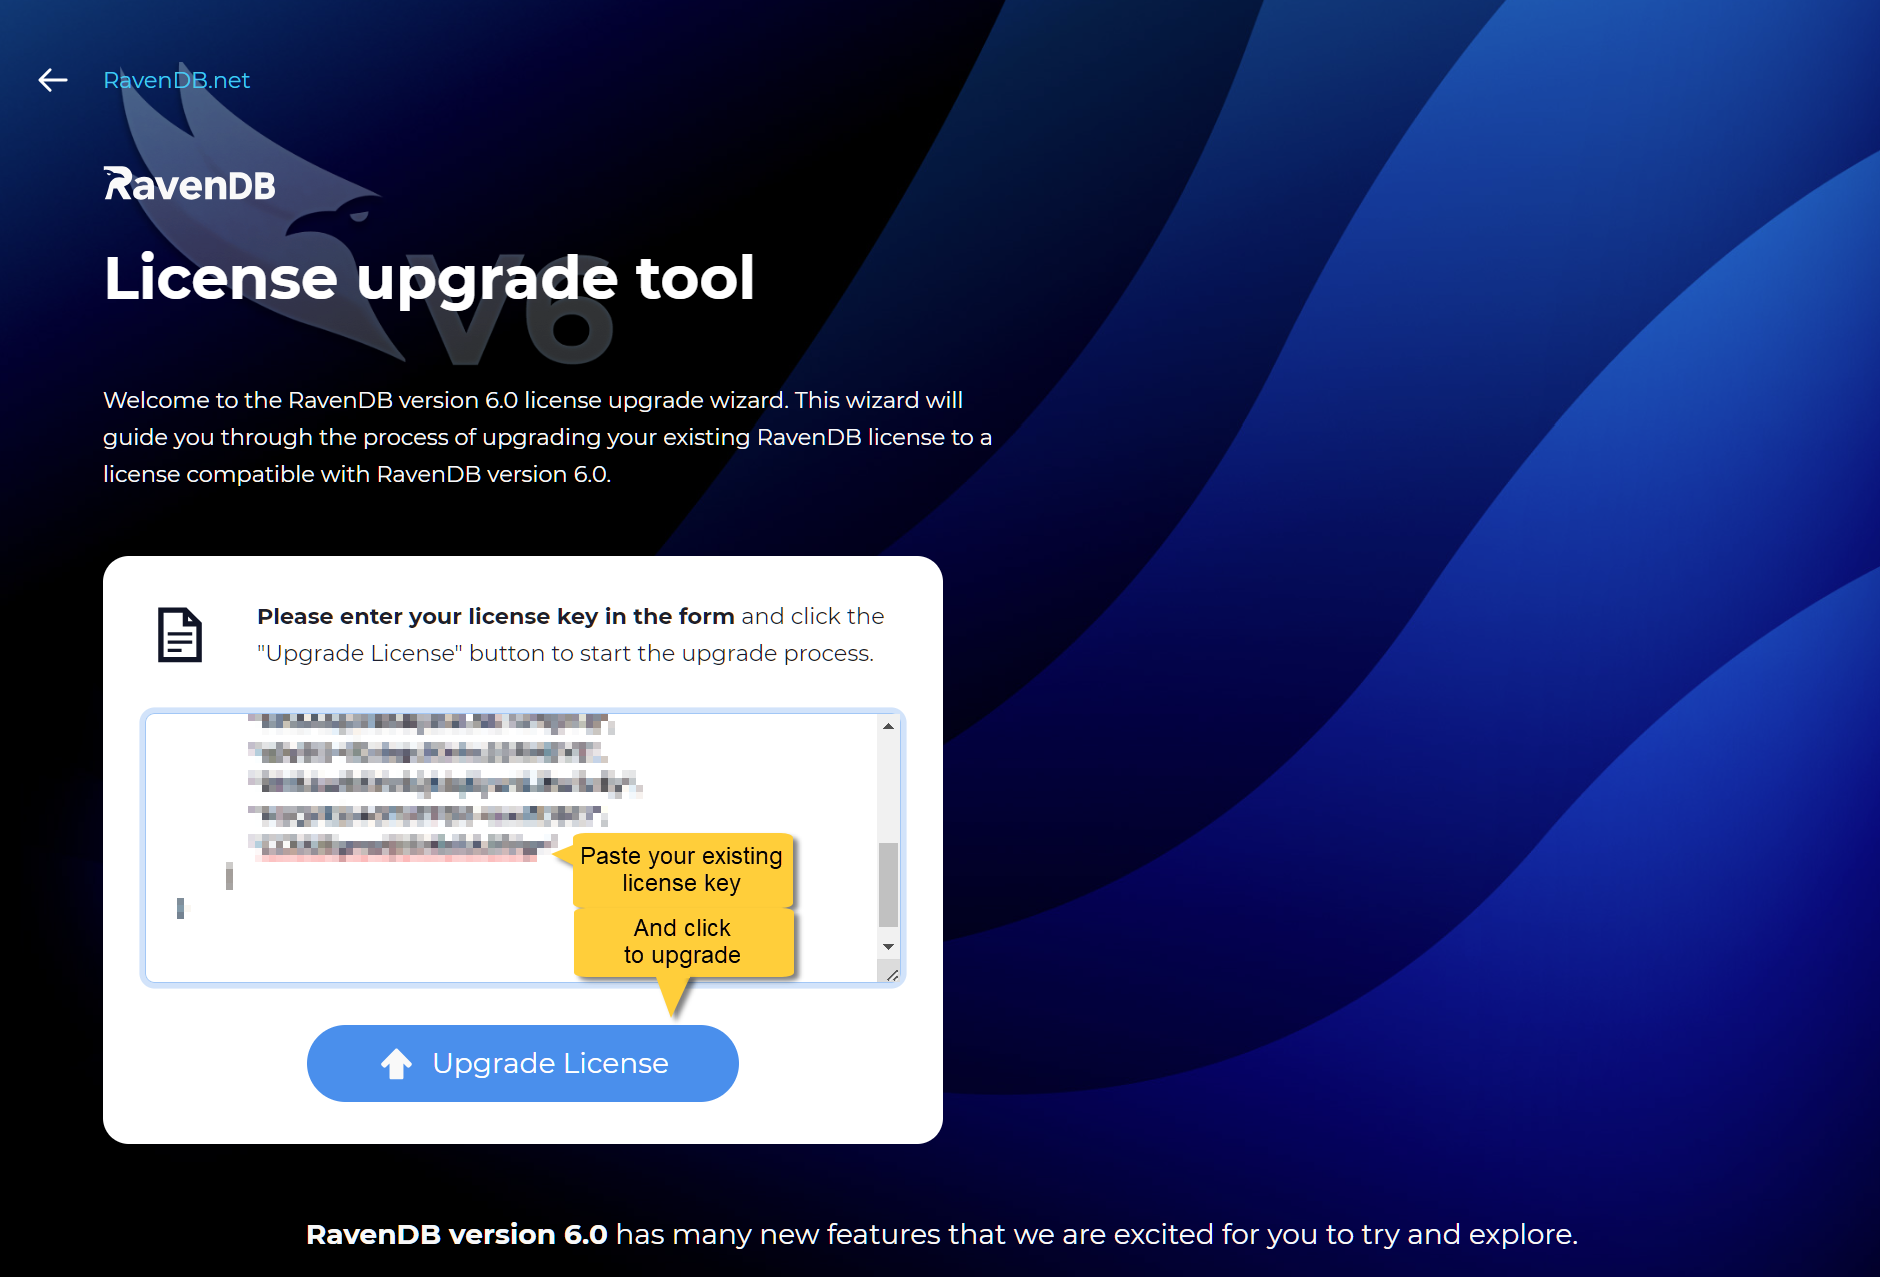 RavenDB.net
RavenDB
License upgrade tool
V6
Welcome to the RavenDB version 6.0 license upgrade wizard. This wizard will
guide you through the process of upgrading your existing RavenDB license to a
license compatible with RavenDB version 6.0.
Please enter your license key in the form and click the
"Upgrade License" button to start the upgrade process.
Paste your existing
license key
And click
to upgrade
Upgrade License
RavenDB version 6.0 has many new features that we are excited for you to try and explore.